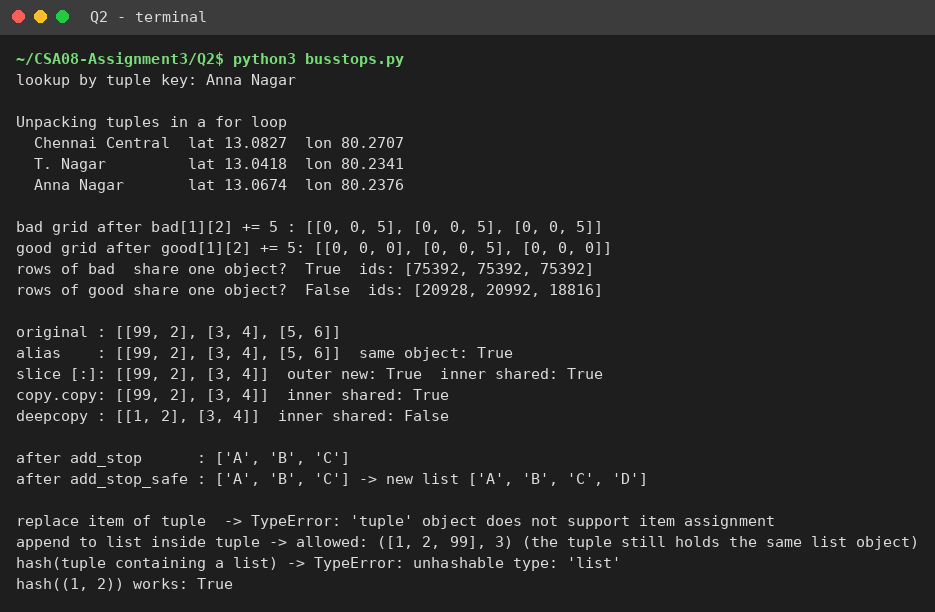 Q2 - terminal
~/CSA08-Assignment3/Q2$ python3 busstops.py
lookup by tuple key: Anna Nagar
Unpacking tuples in a for loop
  Chennai Central  lat 13.0827  lon 80.2707
  T. Nagar         lat 13.0418  lon 80.2341
  Anna Nagar       lat 13.0674  lon 80.2376
bad grid after bad[1][2] += 5 : [[0, 0, 5], [0, 0, 5], [0, 0, 5]]
good grid after good[1][2] += 5: [[0, 0, 0], [0, 0, 5], [0, 0, 0]]
rows of bad  share one object?  True  ids: [75392, 75392, 75392]
rows of good share one object?  False  ids: [20928, 20992, 18816]
original : [[99, 2], [3, 4], [5, 6]]
alias    : [[99, 2], [3, 4], [5, 6]]  same object: True
slice [:]: [[99, 2], [3, 4]]  outer new: True  inner shared: True
copy.copy: [[99, 2], [3, 4]]  inner shared: True
deepcopy : [[1, 2], [3, 4]]  inner shared: False
after add_stop      : ['A', 'B', 'C']
after add_stop_safe : ['A', 'B', 'C'] -> new list ['A', 'B', 'C', 'D']
replace item of tuple  -> TypeError: 'tuple' object does not support item assignment
append to list inside tuple -> allowed: ([1, 2, 99], 3) (the tuple still holds the same list object)
hash(tuple containing a list) -> TypeError: unhashable type: 'list'
hash((1, 2)) works: True